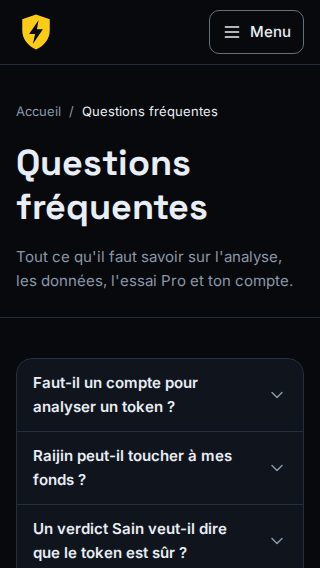 Menu
Accueil / Questions fréquentes
Questions
fréquentes
Tout ce qu'il faut savoir sur l'analyse,
les données, l'essai Pro et ton compte.
Faut-il un compte pour
analyser un token ?
Raijin peut-il toucher à mes
fonds ?
Un verdict Sain veut-il dire
que le token est sûr ?